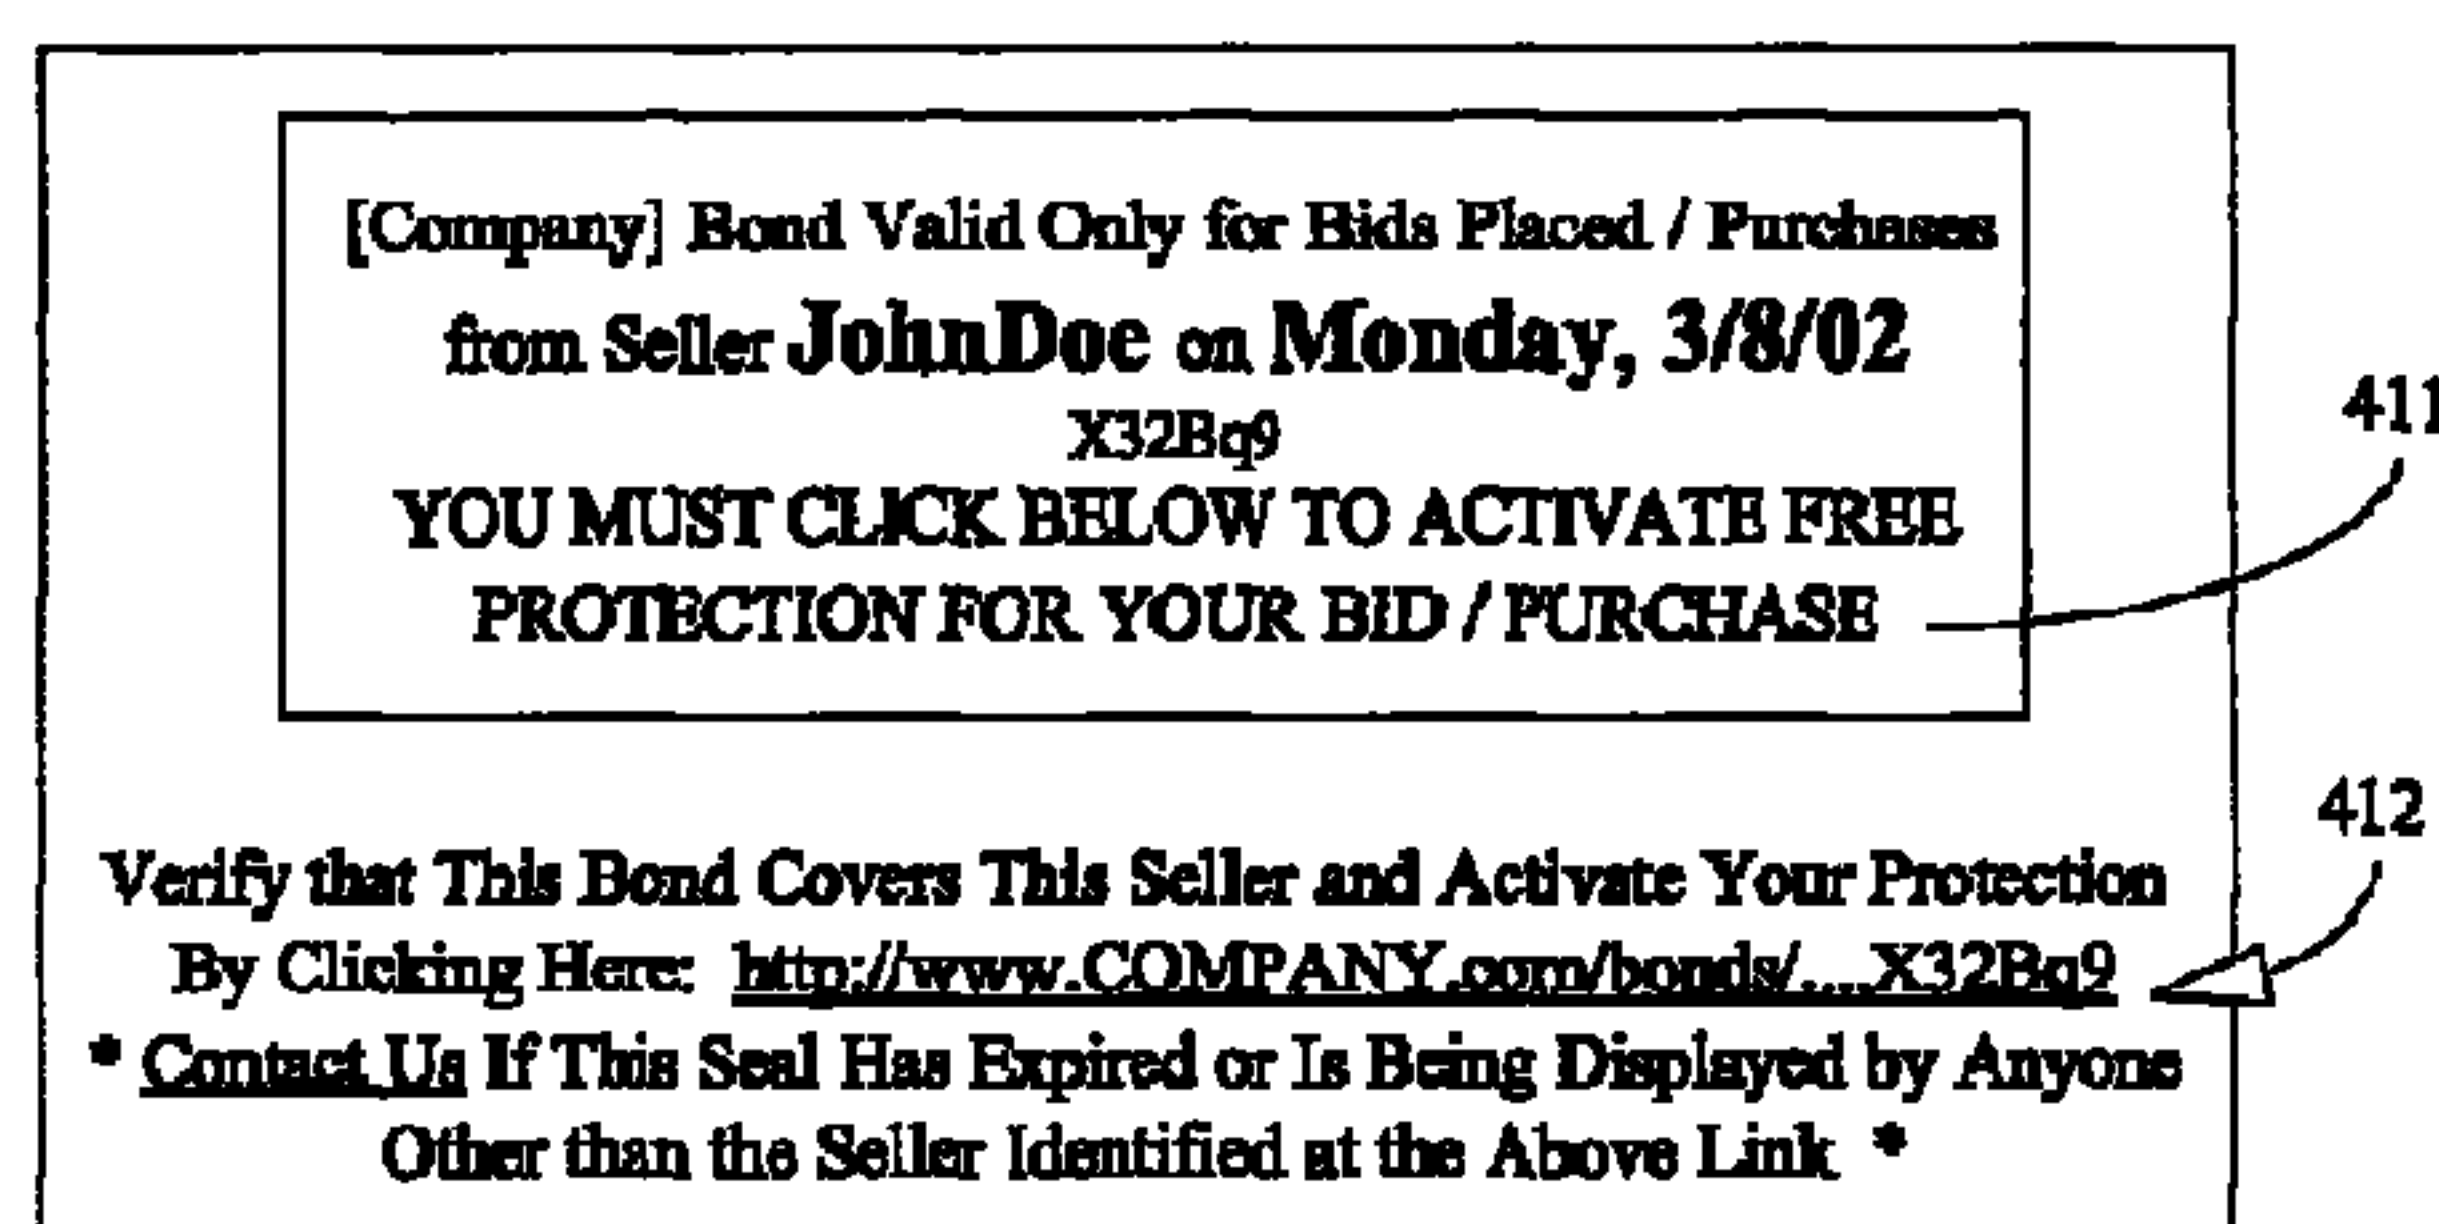 [Company] Bond Valid Only for Bids Placed / Purchases
from Seller JohnDoe on Monday, 3/8/02
X32Bq9
YOU MUST CLICK BELOW TO ACTIVATE FREE
PROTECTION FOR YOUR BID / PURCHASE
411
412
Verify that This Bond Covers This Seller and Activate Your Protection
By Clicking Here: http://www.COMPANY.com/bonds/....X32Bq9
* Contact Us If This Seal Has Expired or Is Being Displayed by Anyone
Other than the Seller Identified at the Above Link *